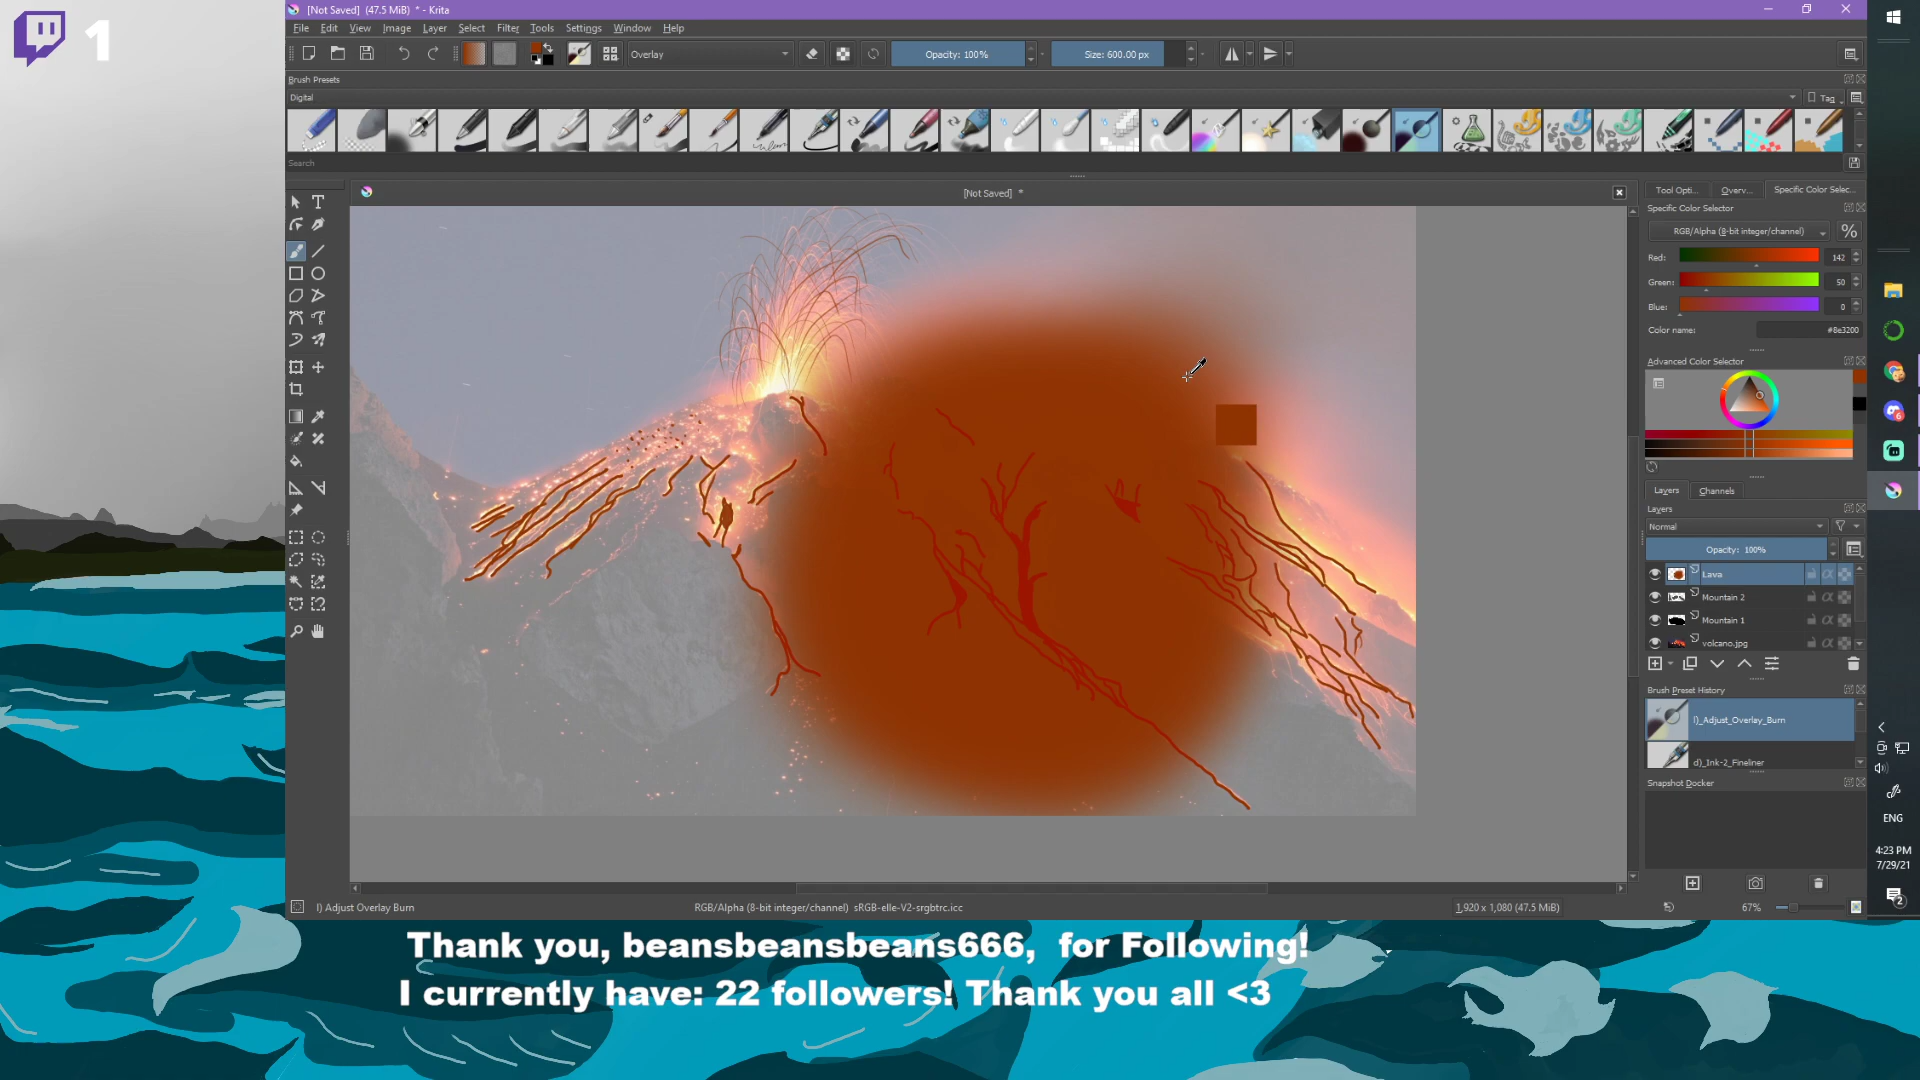 1
[Not Saved] (47.5 MiB) * - Krita
File Edit View Image Layer Select Filter Tools Settings Window Help
Overlay
Opacity: 100%
Size: 600.00 px
Brush Presets
Digital
Tag
Search
[Not Saved] *
Tool Opti... Overv... Specific Color Selec...
Specific Color Selector
RGB/Alpha (8-bit integer/channel)
%
Red: 142
Green: 50
Blue: 0
Color name: #8e3200
Advanced Color Selector
Layers Channels
Layers
Normal
Opacity: 100%
Lava
Mountain 2
Mountain 1
volcano.jpg
Brush Preset History
l)_Adjust_Overlay_Burn
d)_Ink-2_Fineliner
Snapshot Docker
ENG
4:23 PM
7/29/21
2
l) Adjust Overlay Burn
RGB/Alpha (8-bit integer/channel) sRGB-elle-V2-srgbtrc.icc
1,920 x 1,080 (47.5 MiB)
67%
Thank you, beansbeansbeans666, for Following!
I currently have: 22 followers! Thank you all <3